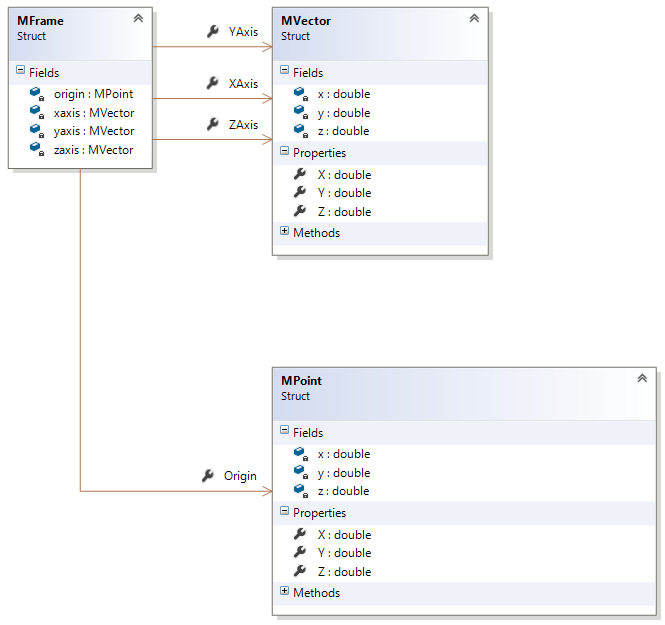 MFrame
Struct
Fields
origin : MPoint
xaxis : MVector
yaxis : MVector
zaxis : MVector
YAxis
XAxis
ZAxis
MVector
Struct
Fields
x : double
y : double
z : double
Properties
X : double
Y : double
Z : double
Methods
Origin
MPoint
Struct
Fields
x : double
y : double
z : double
Properties
X : double
Y : double
Z : double
Methods